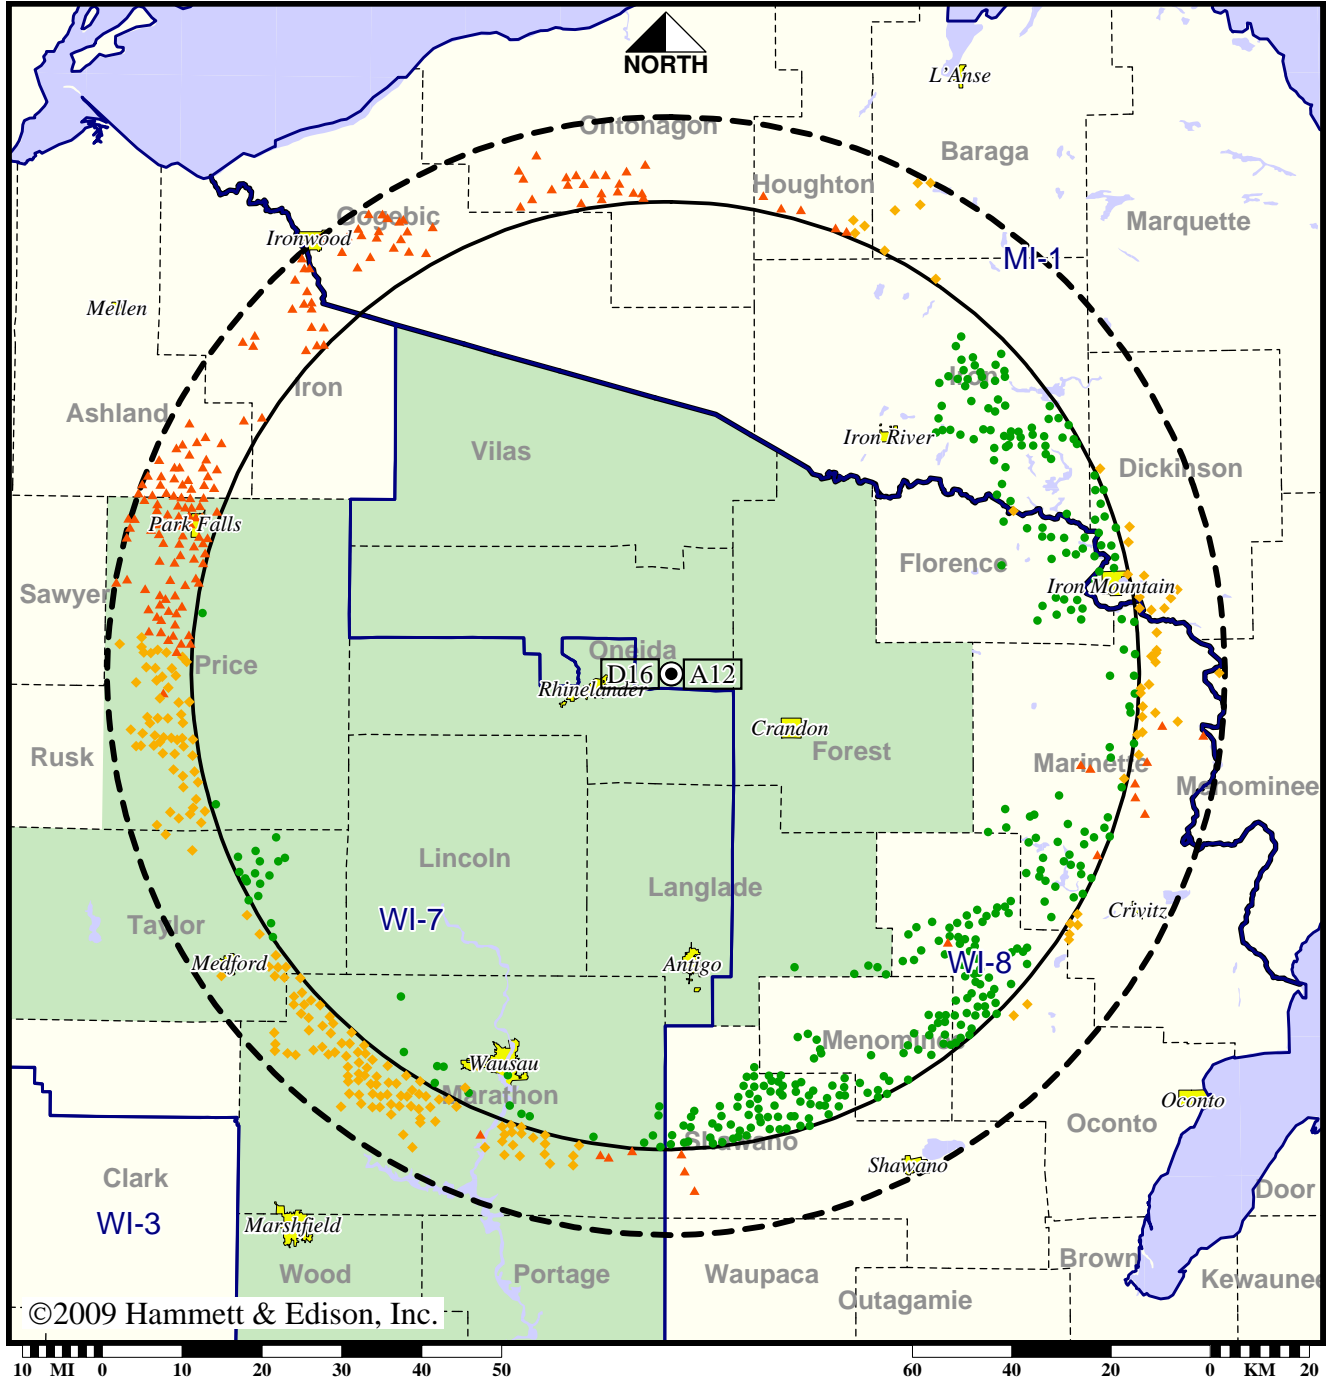 NORTH
L'Anse
Ontonagon
Baraga
Houghton
Gogebic
Marquette
Ironwood
MI-1
Mellen
Iron
Iron
Ashland
Iron River
Vilas
Dickinson
Park Falls
Florence
Sawyer
Iron Mountain
Oneida
Price
D16
A12
Rhinelander
Crandon
Forest
Rusk
Marinette
Menominee
Lincoln
Langlade
Crivitz
WI-7
Taylor
Medford
Antigo
WI-8
Menominee
Wausau
Marathon
Oconto
Oconto
Shawano
Shawano
Clark
Door
WI-3
Marshfield
Brown
Wood
Portage
Waupaca
Kewaunee
Outagamie
©2009 Hammett & Edison, Inc.
10 MI 0 10 20 30 40 50 60 40 20 0 KM 20